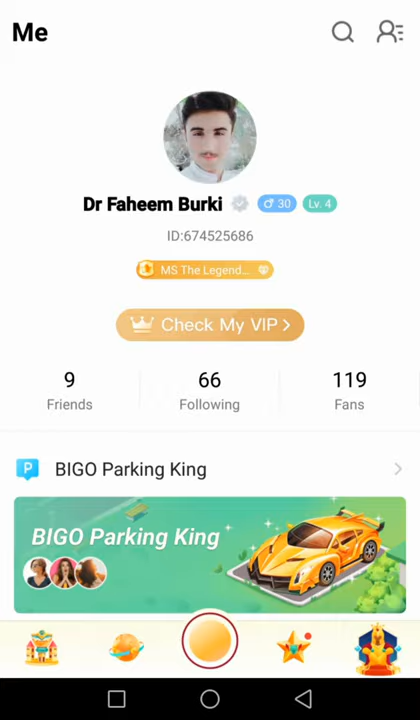 Me
Dr Faheem Burki ♂ 30 Lv. 4
ID:674525686
MS The Legend...
Check My VIP >
9 66 119
Friends Following Fans
P BIGO Parking King >
BIGO Parking King